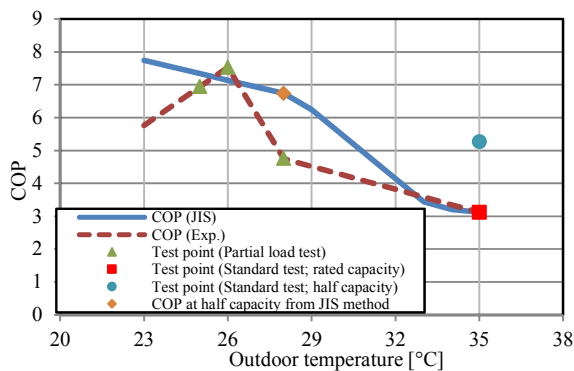 9
8
7
6
5
4
3
2
1
0
COP
COP (JIS)
COP (Exp.)
Test point (Partial load test)
Test point (Standard test; rated capacity)
Test point (Standard test; half capacity)
COP at half capacity from JIS method
20 23 26 29 32 35 38
Outdoor temperature [°C]